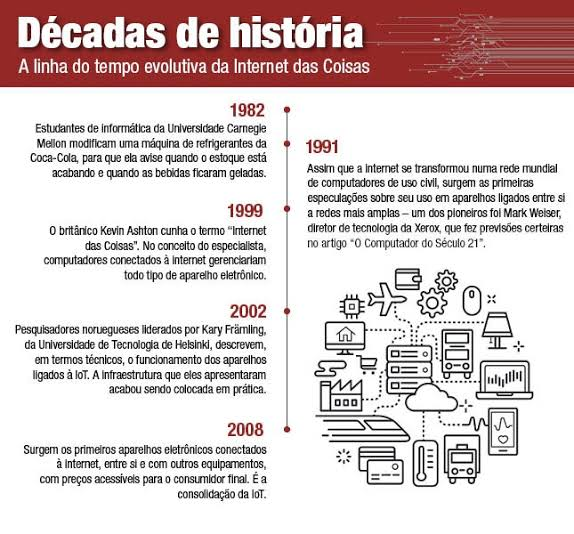 Décadas de história
A linha do tempo evolutiva da Internet das Coisas
1982
Estudantes de informática da Universidade Carnegie
Mellon modificam uma máquina de refrigerantes da
Coca-Cola, para que ela avise quando o estoque está
acabando e quando as bebidas ficaram geladas.
1991
Assim que a internet se transformou numa rede mundial
de computadores de uso civil, surgem as primeiras
especulações sobre seu uso em aparelhos ligados entre si
a redes mais amplas – um dos pioneiros foi Mark Weiser,
diretor de tecnologia da Xerox, que fez previsões certeiras
no artigo “O Computador do Século 21”.
1999
O britânico Kevin Ashton cunha o termo “Internet
das Coisas”. No conceito do especialista,
computadores conectados à internet gerenciariam
todo tipo de aparelho eletrônico.
2002
Pesquisadores noruegueses liderados por Kary Främling,
da Universidade de Tecnologia de Helsinki, descrevem,
em termos técnicos, o funcionamento dos aparelhos
ligados à IoT. A infraestrutura que eles apresentaram
acabou sendo colocada em prática.
2008
Surgem os primeiros aparelhos eletrônicos conectados
à internet, entre si e com outros equipamentos,
com preços acessíveis para o consumidor final. É a
consolidação da IoT.